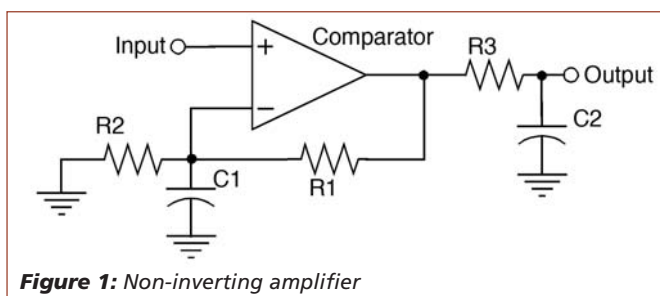 Input
+
Comparator
R3
Output
−
R2
C2
C1
R1
Figure 1: Non-inverting amplifier